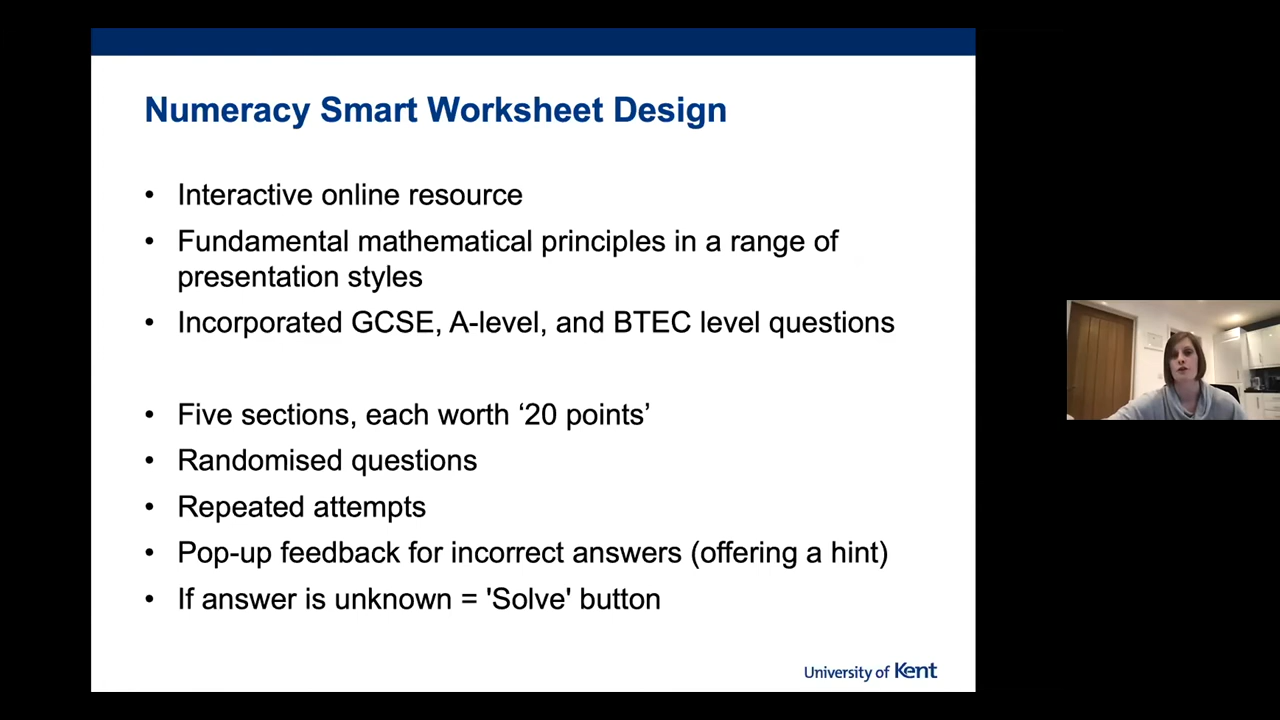 Numeracy Smart Worksheet Design
• Interactive online resource
• Fundamental mathematical principles in a range of
presentation styles
• Incorporated GCSE, A-level, and BTEC level questions
• Five sections, each worth ‘20 points’
• Randomised questions
• Repeated attempts
• Pop-up feedback for incorrect answers (offering a hint)
• If answer is unknown = 'Solve' button
University of Kent